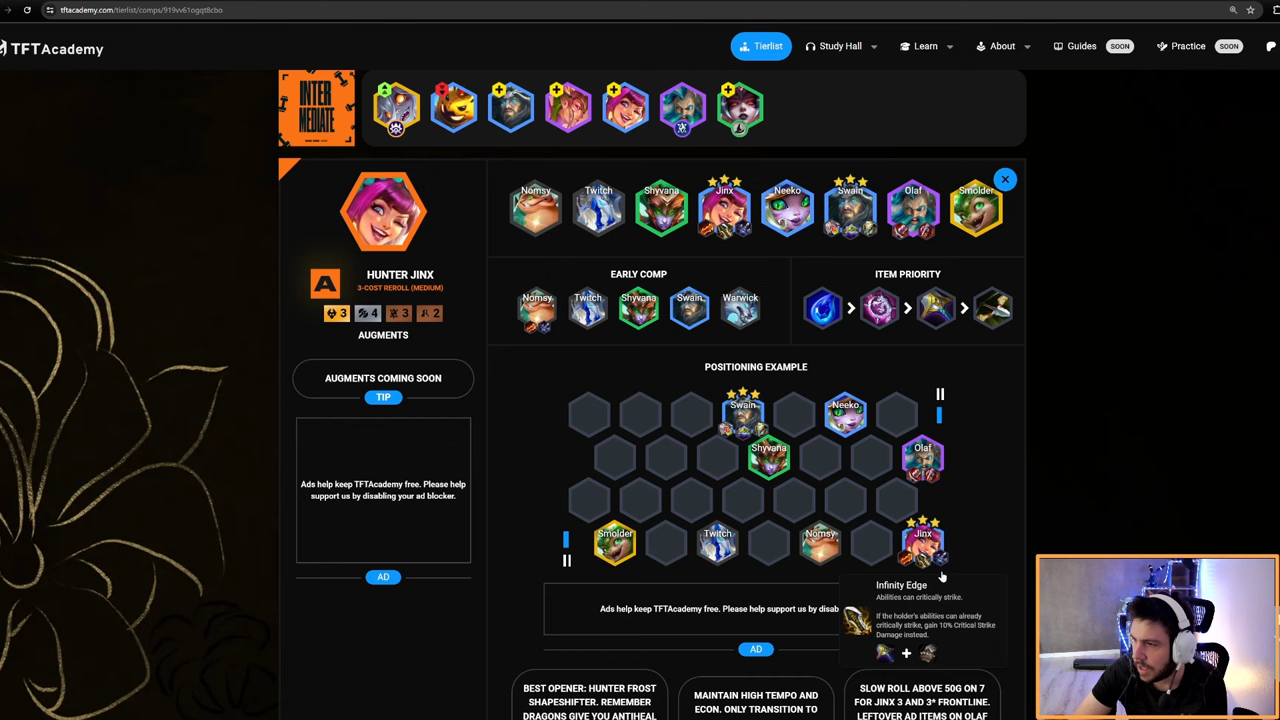 tftacademy.com/tierlist/comps/919vv61ogqt8cbo
TFTAcademy
Tierlist
Study Hall
Learn
About
Guides
SOON
Practice
SOON
INTER
MEDIATE
HUNTER JINX
A
3-COST REROLL (MEDIUM)
3
4
3
2
AUGMENTS
AUGMENTS COMING SOON
TIP
Ads help keep TFTAcademy free. Please help
support us by disabling your ad blocker.
AD
Nomsy
Twitch
Shyvana
Jinx
Neeko
Swain
Olaf
Smolder
EARLY COMP
Nomsy
Twitch
Shyvana
Swain
Warwick
ITEM PRIORITY
POSITIONING EXAMPLE
Swain
Neeko
Shyvana
Olaf
Smolder
Twitch
Nomsy
Jinx
Infinity Edge
Abilities can critically strike.
If the holder's abilities can already
critically strike, gain 10% Critical Strike
Damage instead.
Ads help keep TFTAcademy free. Please help support us by disab
AD
BEST OPENER: HUNTER FROST
SHAPESHIFTER. REMEMBER
DRAGONS GIVE YOU ANTIHEAL
MAINTAIN HIGH TEMPO AND
ECON. ONLY TRANSITION TO
SLOW ROLL ABOVE 50G ON 7
FOR JINX 3 AND 3* FRONTLINE.
LEFTOVER AD ITEMS ON OLAF